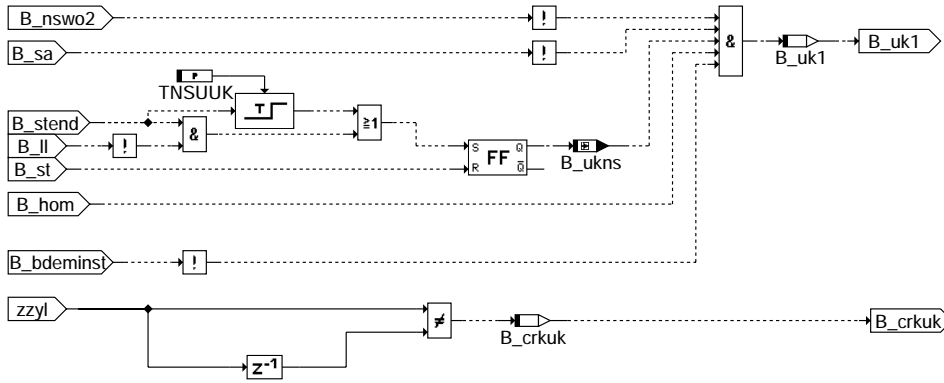 B_nswo2
!
&
B_uk1
B_uk1
B_sa
!
P
TNSUUK
T
B_stend
≥1
B_ll
!
&
B_st
S
Q
FF
R
Q̅
B_ukns
B_hom
B_bdeminst
!
zzyl
≠
B_crkuk
B_crkuk
z⁻¹